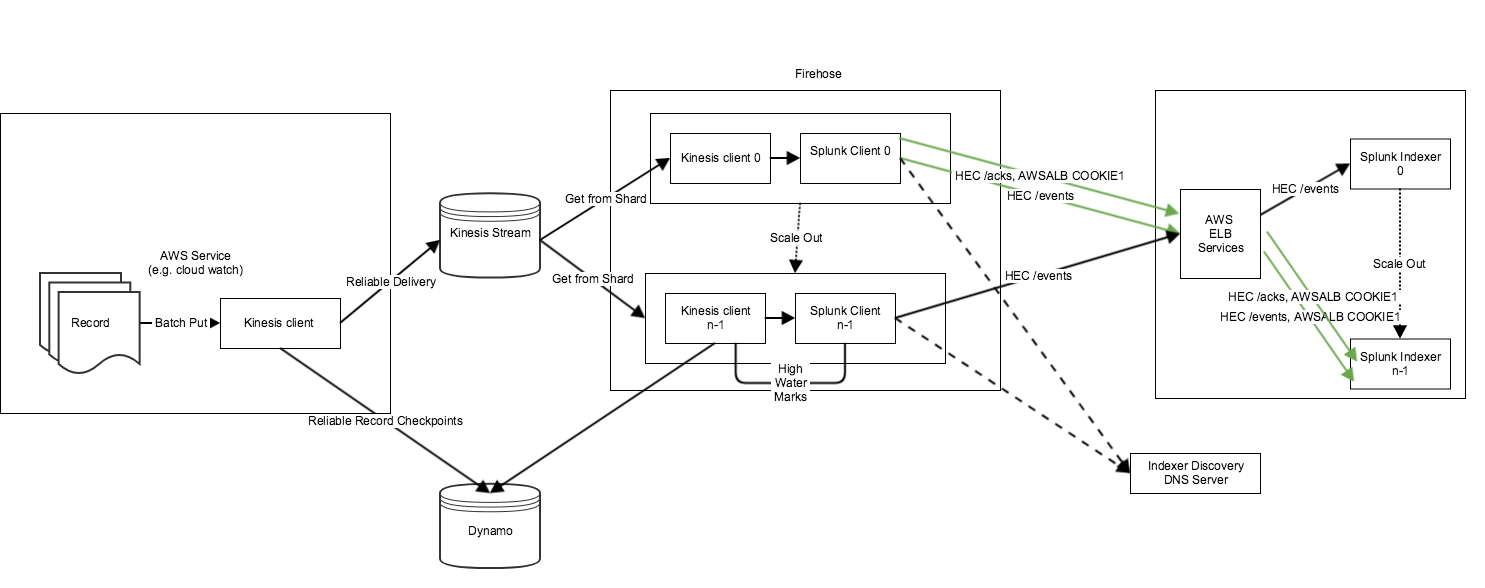 Firehose
AWS Service
(e.g. cloud watch)
Record
Batch Put
Kinesis client
Reliable Delivery
Kinesis Stream
Reliable Record Checkpoints
Dynamo
Get from Shard
Get from Shard
Kinesis client 0
Splunk Client 0
Scale Out
Kinesis client
n-1
Splunk Client
n-1
High
Water
Marks
HEC /acks, AWSALB COOKIE1
HEC /events
HEC /events
Indexer Discovery
DNS Server
AWS
ELB
Services
HEC /events
Splunk Indexer
0
Scale Out
HEC /acks, AWSALB COOKIE1
HEC /events, AWSALB COOKIE1
Splunk Indexer
n-1